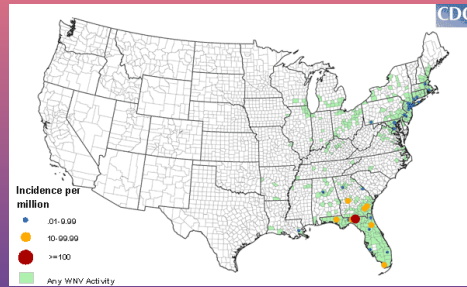 CDC
Incidence per
million
.01-9.99
10-99.99
>=100
Any WNV Activity